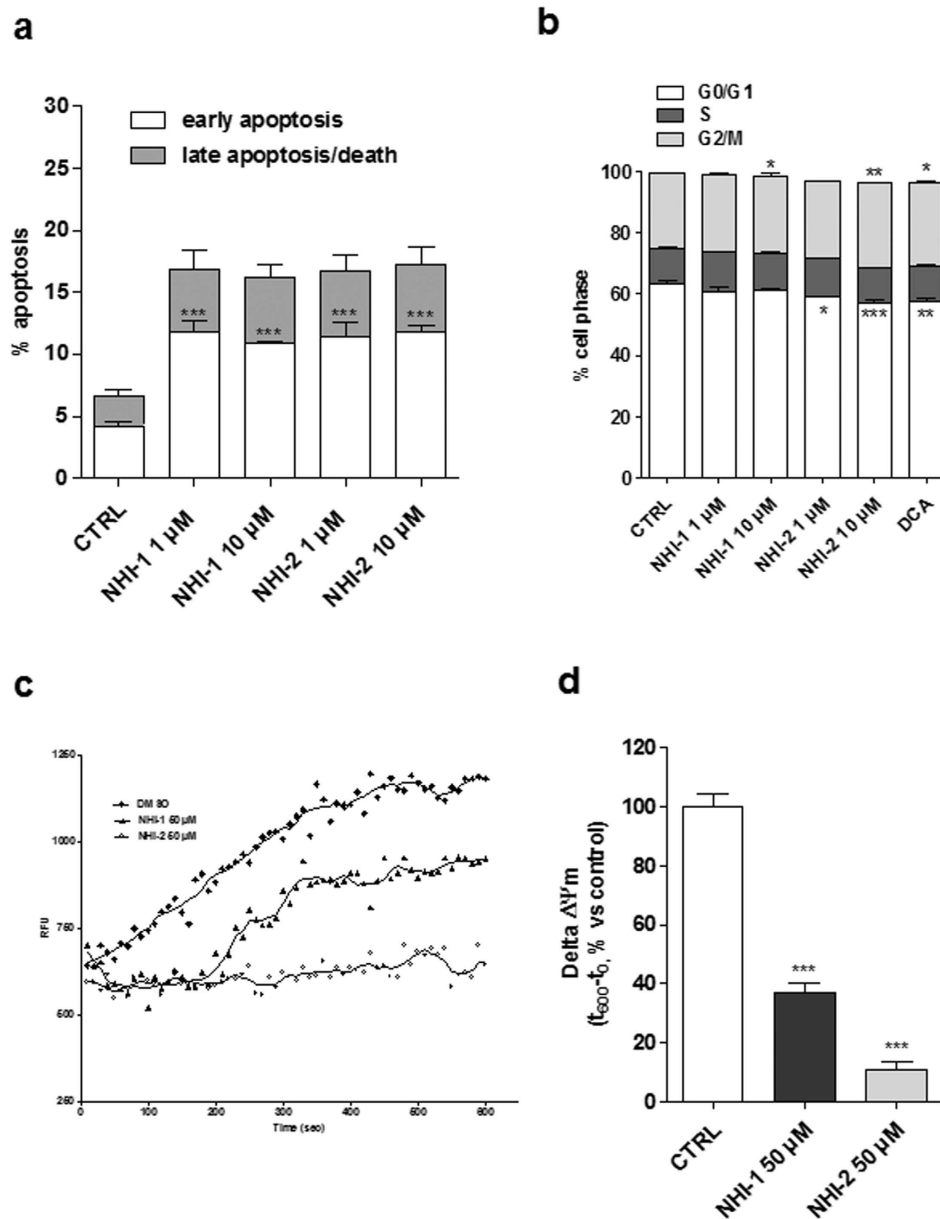 a
30
25
20
15
10
5
0
% apoptosis
early apoptosis
late apoptosis/death
***
***
***
***
CTRL
NHI-1 1 µM
NHI-1 10 µM
NHI-2 1 µM
NHI-2 10 µM
b
G0/G1
S
G2/M
100
80
60
40
20
0
% cell phase
*
**
*
*
***
**
CTRL
NHI-1 1 µM
NHI-1 10 µM
NHI-2 1 µM
NHI-2 10 µM
DCA
c
1250
1000
750
500
250
RFU
DMSO
NHI-1 50 µM
NHI-2 50 µM
0 100 200 300 400 500 600
Time (sec)
d
120
100
80
60
40
20
0
Delta ΔΨm
(t600-t0, % vs control)
***
***
CTRL
NHI-1 50 µM
NHI-2 50 µM